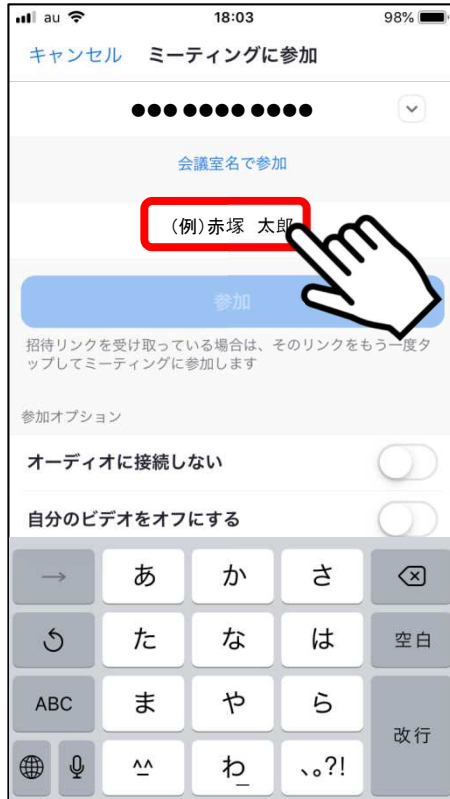 au 18:03 98%
キャンセル ミーティングに参加
●●● ●●●● ●●●●
会議室名で参加
(例)赤塚 太郎
参加
招待リンクを受け取っている場合は、そのリンクをもう一度タ
ップしてミーティングに参加します
参加オプション
オーディオに接続しない
自分のビデオをオフにする
→ あ か さ
た な は 空白
ABC ま や ら
改行
^^ わ_ 、。?!